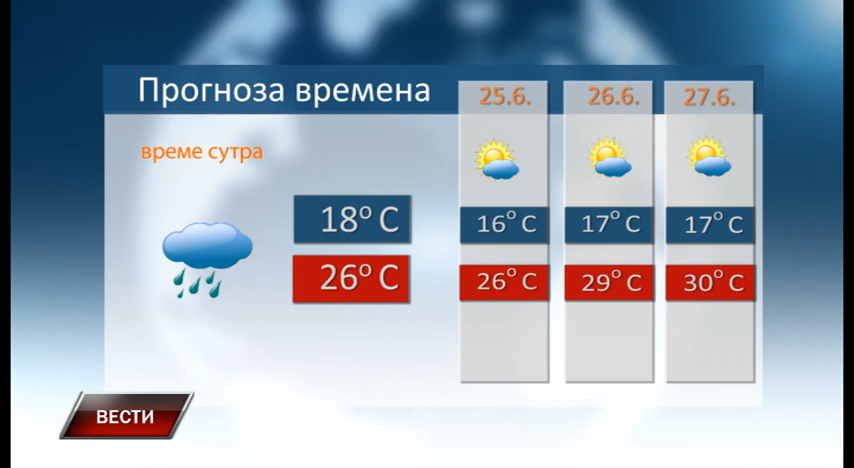 Прогноза времена
време сутра
18° C
26° C
25.6.
26.6.
27.6.
16° C
17° C
17° C
26° C
29° C
30° C
ВЕСТИ